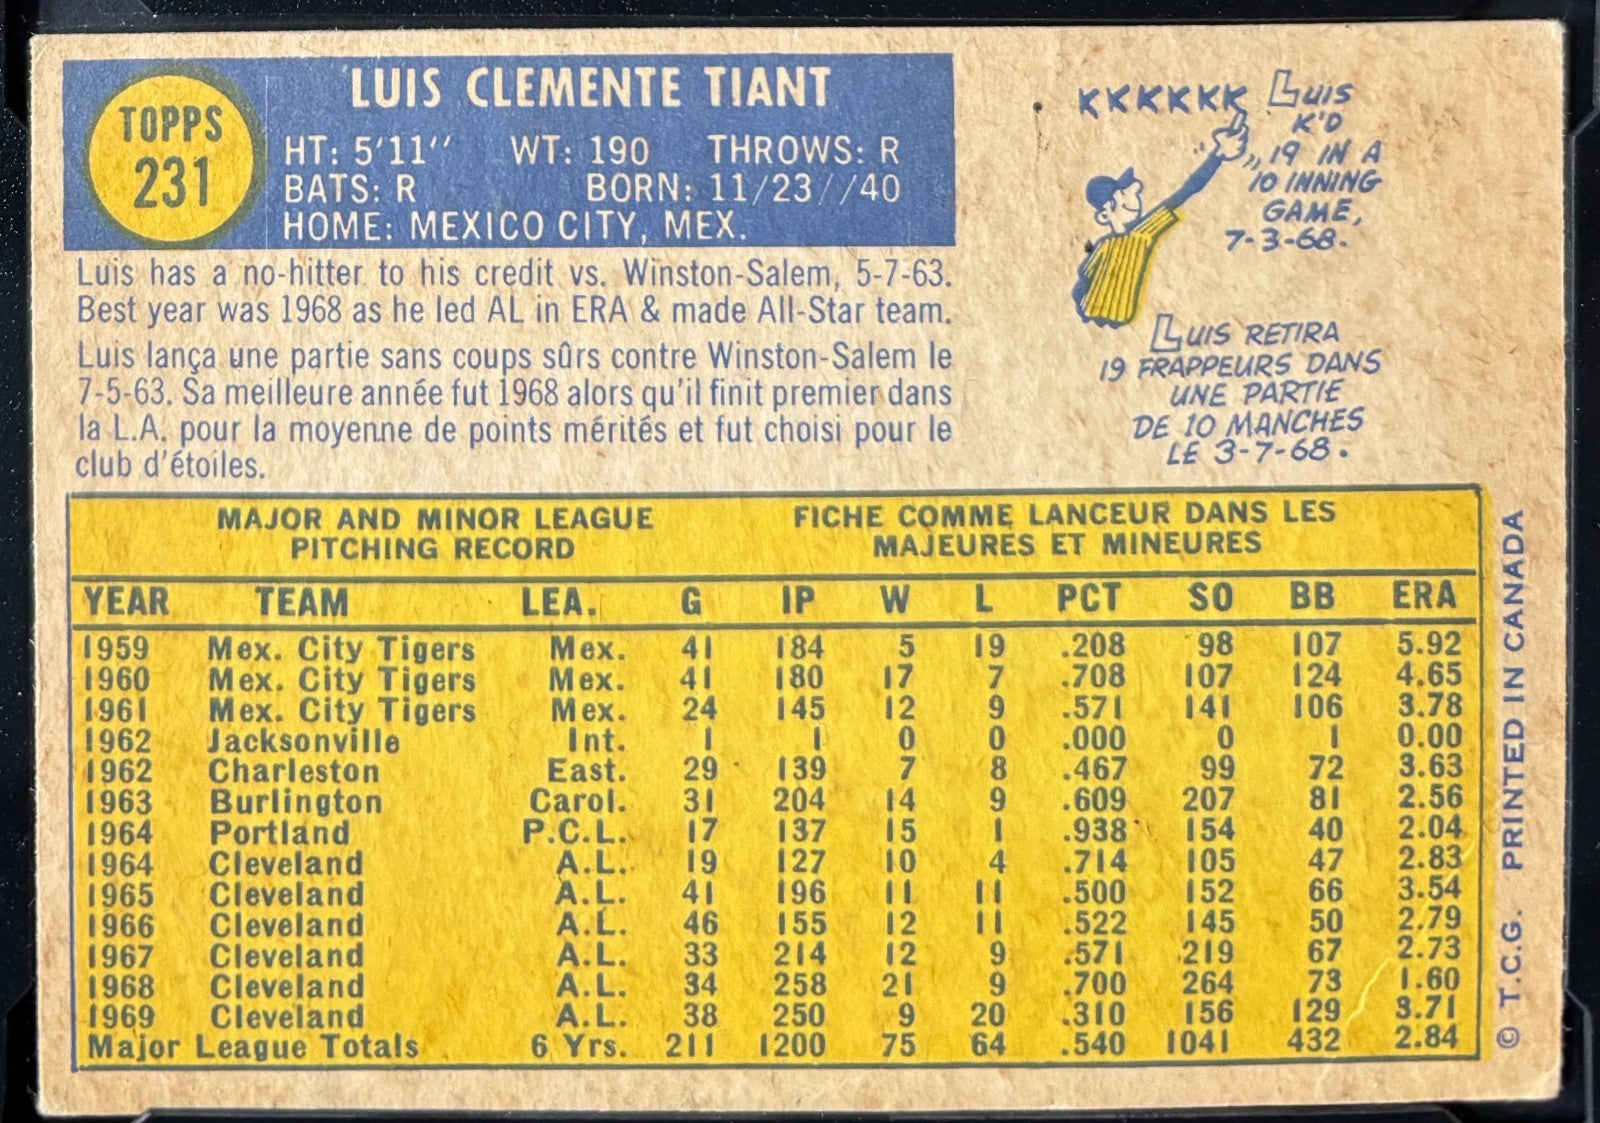 TOPPS
231
LUIS CLEMENTE TIANT
HT: 5'11" WT: 190 THROWS: R
BATS: R BORN: 11/23//40
HOME: MEXICO CITY, MEX.
Luis has a no-hitter to his credit vs. Winston-Salem, 5-7-63.
Best year was 1968 as he led AL in ERA & made All-Star team.
Luis lança une partie sans coups sûrs contre Winston-Salem le
7-5-63. Sa meilleure année fut 1968 alors qu'il finit premier dans
la L.A. pour la moyenne de points mérités et fut choisi pour le
club d'étoiles.
KKKKKK
LUIS
K'D
19 IN A
10 INNING
GAME,
7-3-68.
LUIS RETIRA
19 FRAPPEURS DANS
UNE PARTIE
DE 10 MANCHES
LE 3-7-68.
MAJOR AND MINOR LEAGUE
PITCHING RECORD
FICHE COMME LANCEUR DANS LES
MAJEURES ET MINEURES
YEAR TEAM LEA. G IP W L PCT SO BB ERA
1959 Mex. City Tigers Mex. 41 184 5 19 .208 98 107 5.92
1960 Mex. City Tigers Mex. 41 180 17 7 .708 107 124 4.65
1961 Mex. City Tigers Mex. 24 145 12 9 .571 141 106 3.78
1962 Jacksonville Int. 1 1 0 0 .000 0 1 0.00
1962 Charleston East. 29 139 7 8 .467 99 72 3.63
1963 Burlington Carol. 31 204 14 9 .609 207 81 2.56
1964 Portland P.C.L. 17 137 15 1 .938 154 40 2.04
1964 Cleveland A.L. 19 127 10 4 .714 105 47 2.83
1965 Cleveland A.L. 41 196 11 11 .500 152 66 3.54
1966 Cleveland A.L. 46 155 12 11 .522 145 50 2.79
1967 Cleveland A.L. 33 214 12 9 .571 219 67 2.73
1968 Cleveland A.L. 34 258 21 9 .700 264 73 1.60
1969 Cleveland A.L. 38 250 9 20 .310 156 129 3.71
Major League Totals 6 Yrs. 211 1200 75 64 .540 1041 432 2.84
© T.C.G. PRINTED IN CANADA